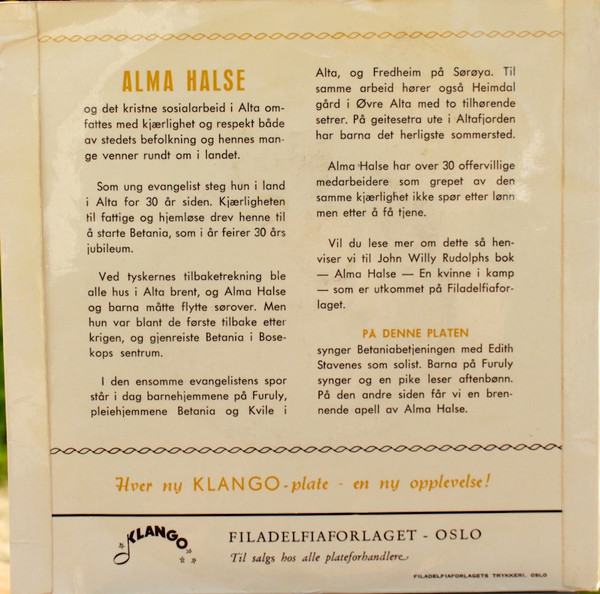 ALMA HALSE
og det kristne sosialarbeid i Alta om-
fattes med kjærlighet og respekt både
av stedets befolkning og hennes man-
ge venner rundt om i landet.
Som ung evangelist steg hun i land
i Alta for 30 år siden. Kjærligheten
til fattige og hjemløse drev henne til
å starte Betania, som i år feirer 30 års
jubileum.
Ved tyskernes tilbaketrekning ble
alle hus i Alta brent, og Alma Halse
og barna måtte flytte sørover. Men
hun var blant de første tilbake etter
krigen, og gjenreiste Betania i Bose-
kops sentrum.
I den ensomme evangelistens spor
står i dag barnehjemmene på Furuly,
pleiehjemmene Betania og Kvile i
Alta, og Fredheim på Sørøya. Til
samme arbeid hører også Heimdal
gård i Øvre Alta med to tilhørende
setrer. På geitesetra ute i Altafjorden
har barna det herligste sommersted.
Alma Halse har over 30 offervillige
medarbeidere som grepet av den
samme kjærlighet ikke spør etter lønn
men etter å få tjene.
Vil du lese mer om dette så hen-
viser vi til John Willy Rudolphs bok
— Alma Halse — En kvinne i kamp
— som er utkommet på Filadelfiafor-
laget.
PÅ DENNE PLATEN
synger Betaniabetjeningen med Edith
Stavenes som solist. Barna på Furuly
synger og en pike leser aftenbønn.
På den andre siden får vi en bren-
nende apell av Alma Halse.
Hver ny KLANGO-plate - en ny opplevelse!
KLANGO
FILADELFIAFORLAGET - OSLO
Til salgs hos alle plateforhandlere
FILADELFIAFORLAGETS TRYKKERI, OSLO